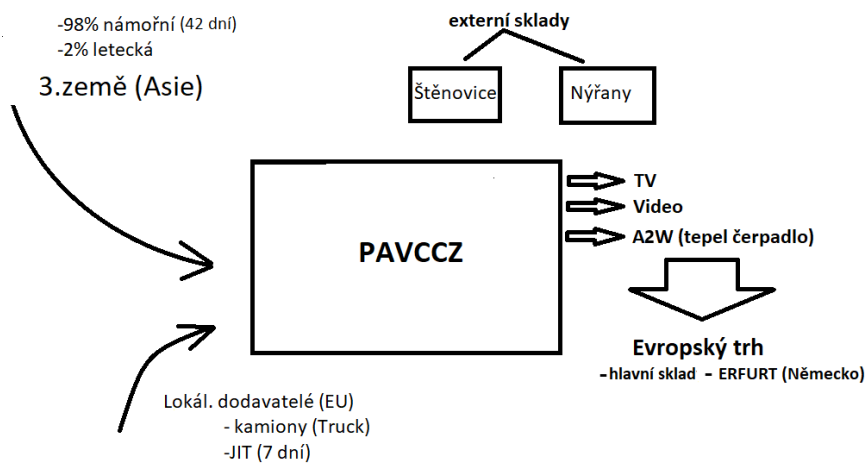 -98% námořní (42 dní)
-2% letecká
3.země (Asie)
externí sklady
Štěnovice
Nýřany
PAVCCZ
TV
Video
A2W (tepel čerpadlo)
Evropský trh
-hlavní sklad - ERFURT (Německo)
Lokál. dodavatelé (EU)
- kamiony (Truck)
-JIT (7 dní)